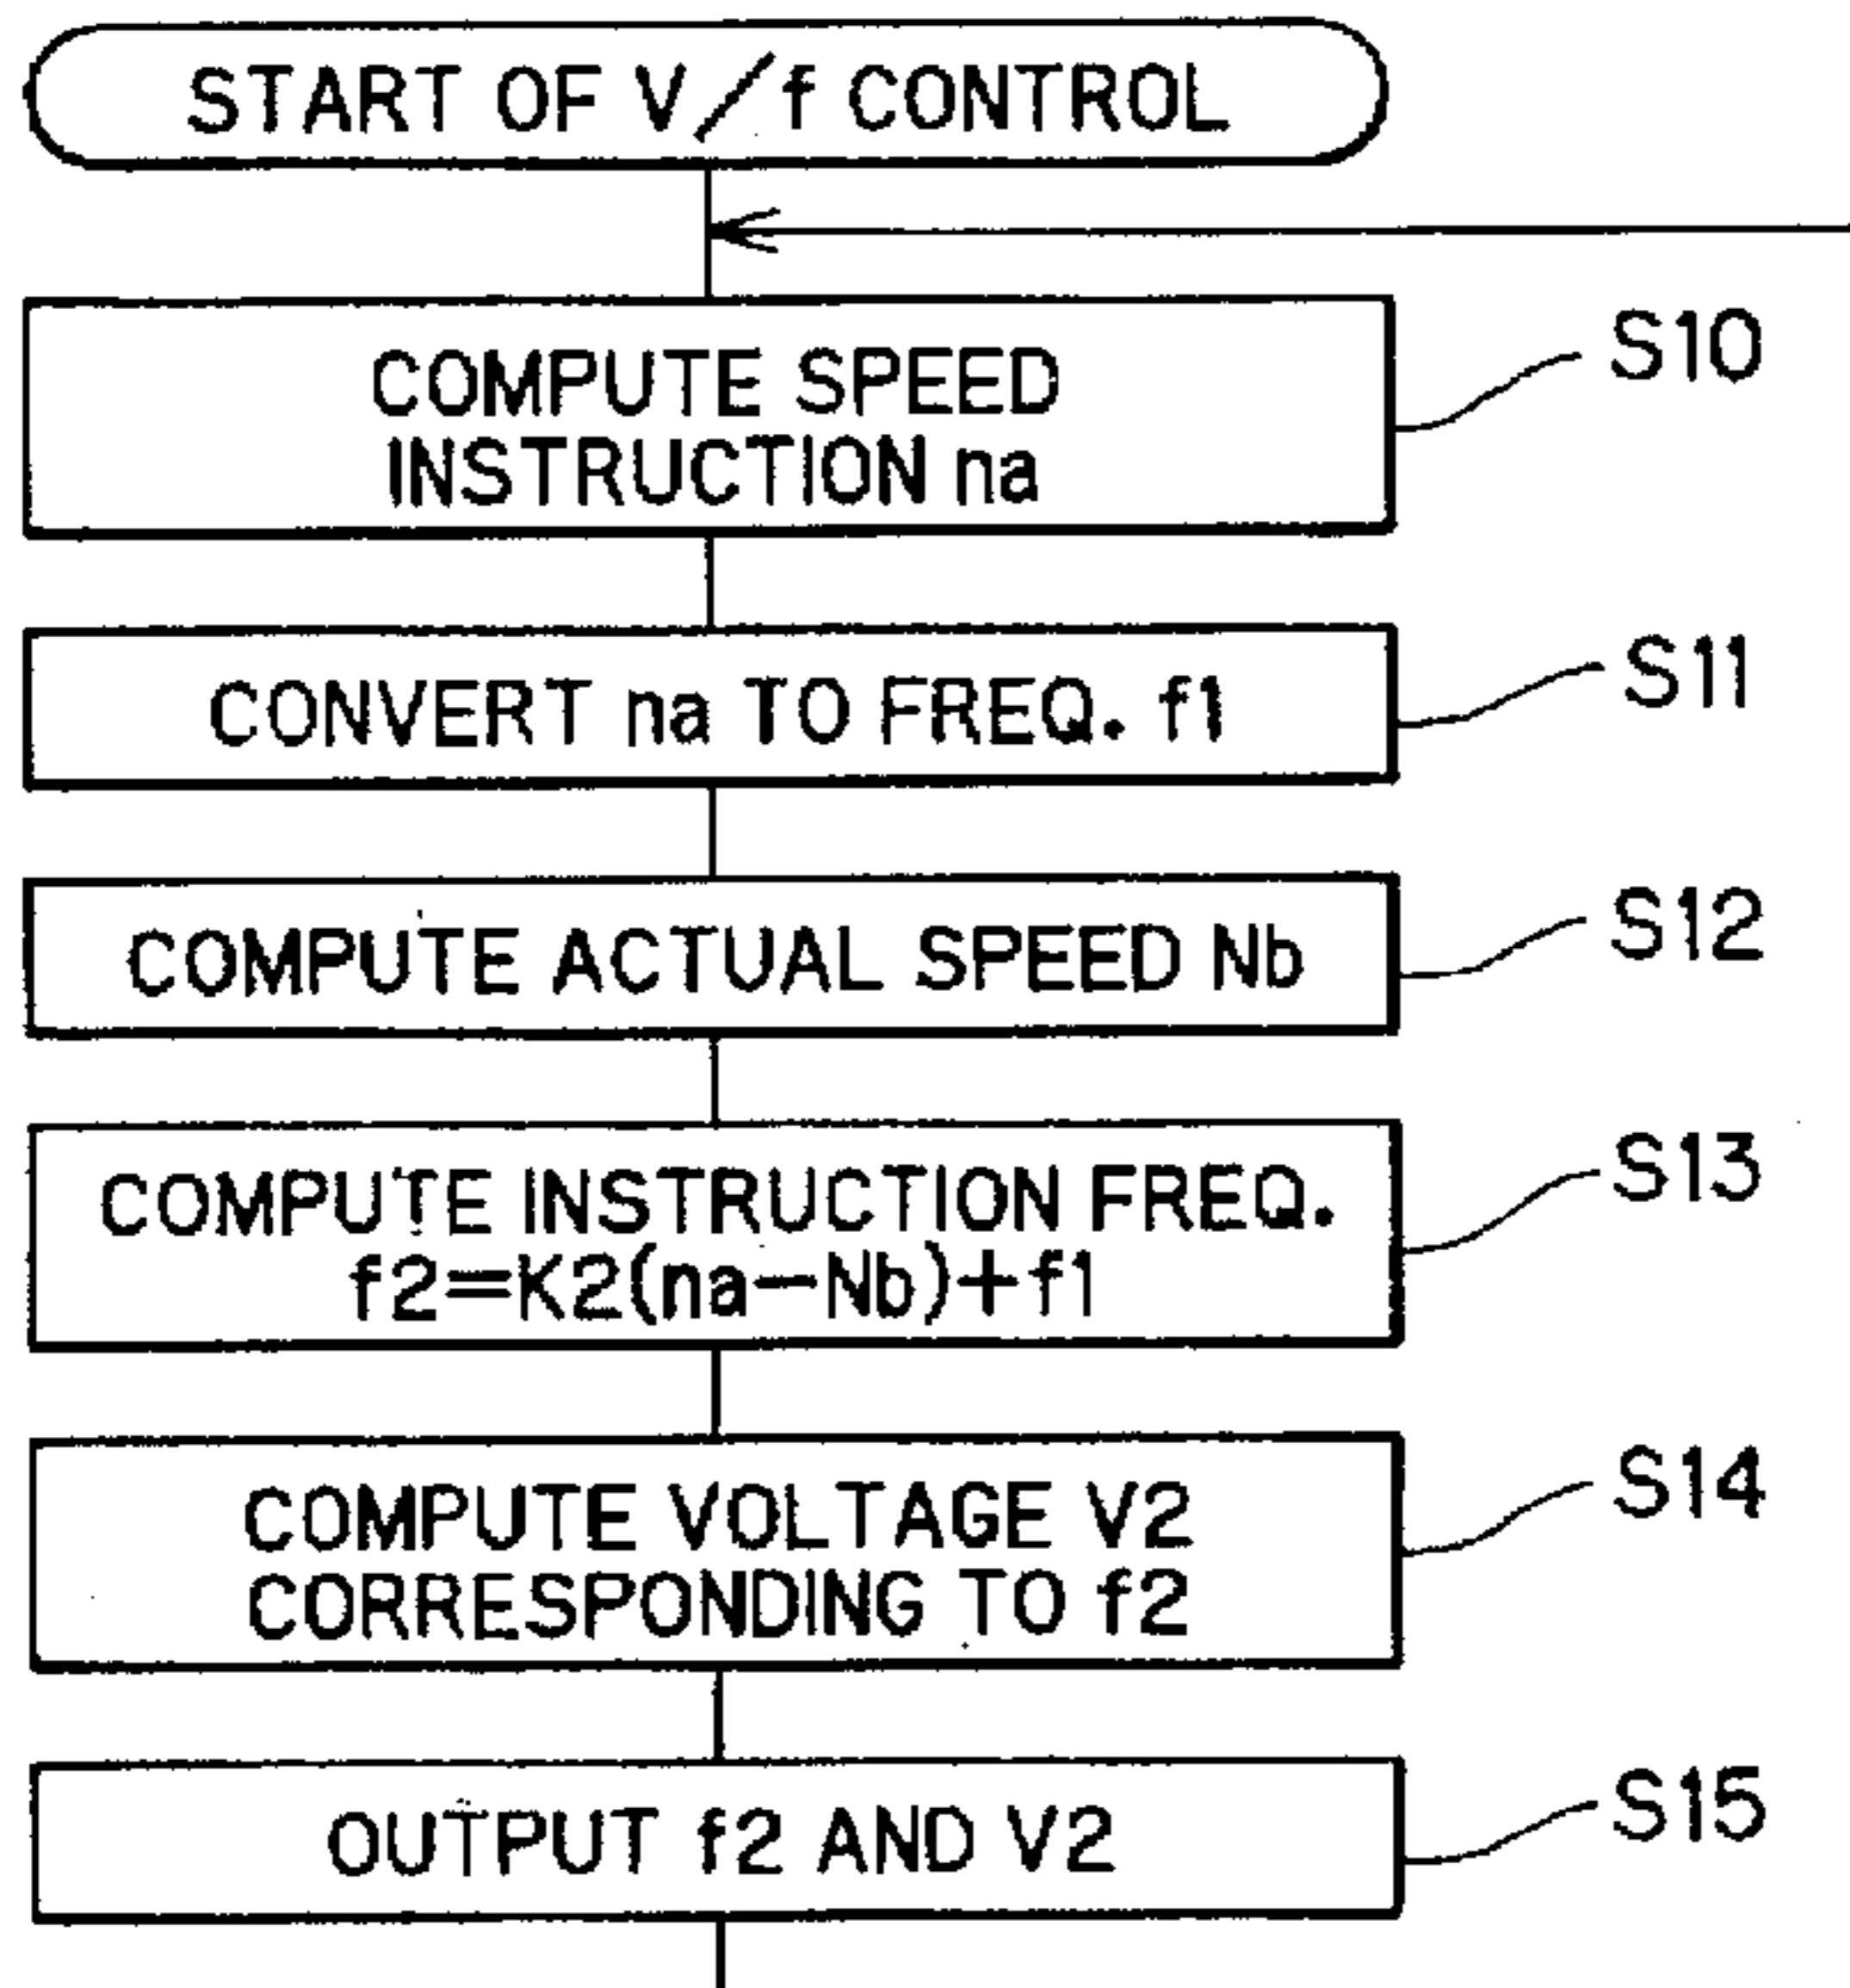 START OF V/f CONTROL
COMPUTE SPEED
INSTRUCTION na
S10
CONVERT na TO FREQ. f1
S11
COMPUTE ACTUAL SPEED Nb
S12
COMPUTE INSTRUCTION FREQ.
f2=K2(na-Nb)+f1
S13
COMPUTE VOLTAGE V2
CORRESPONDING TO f2
S14
OUTPUT f2 AND V2
S15